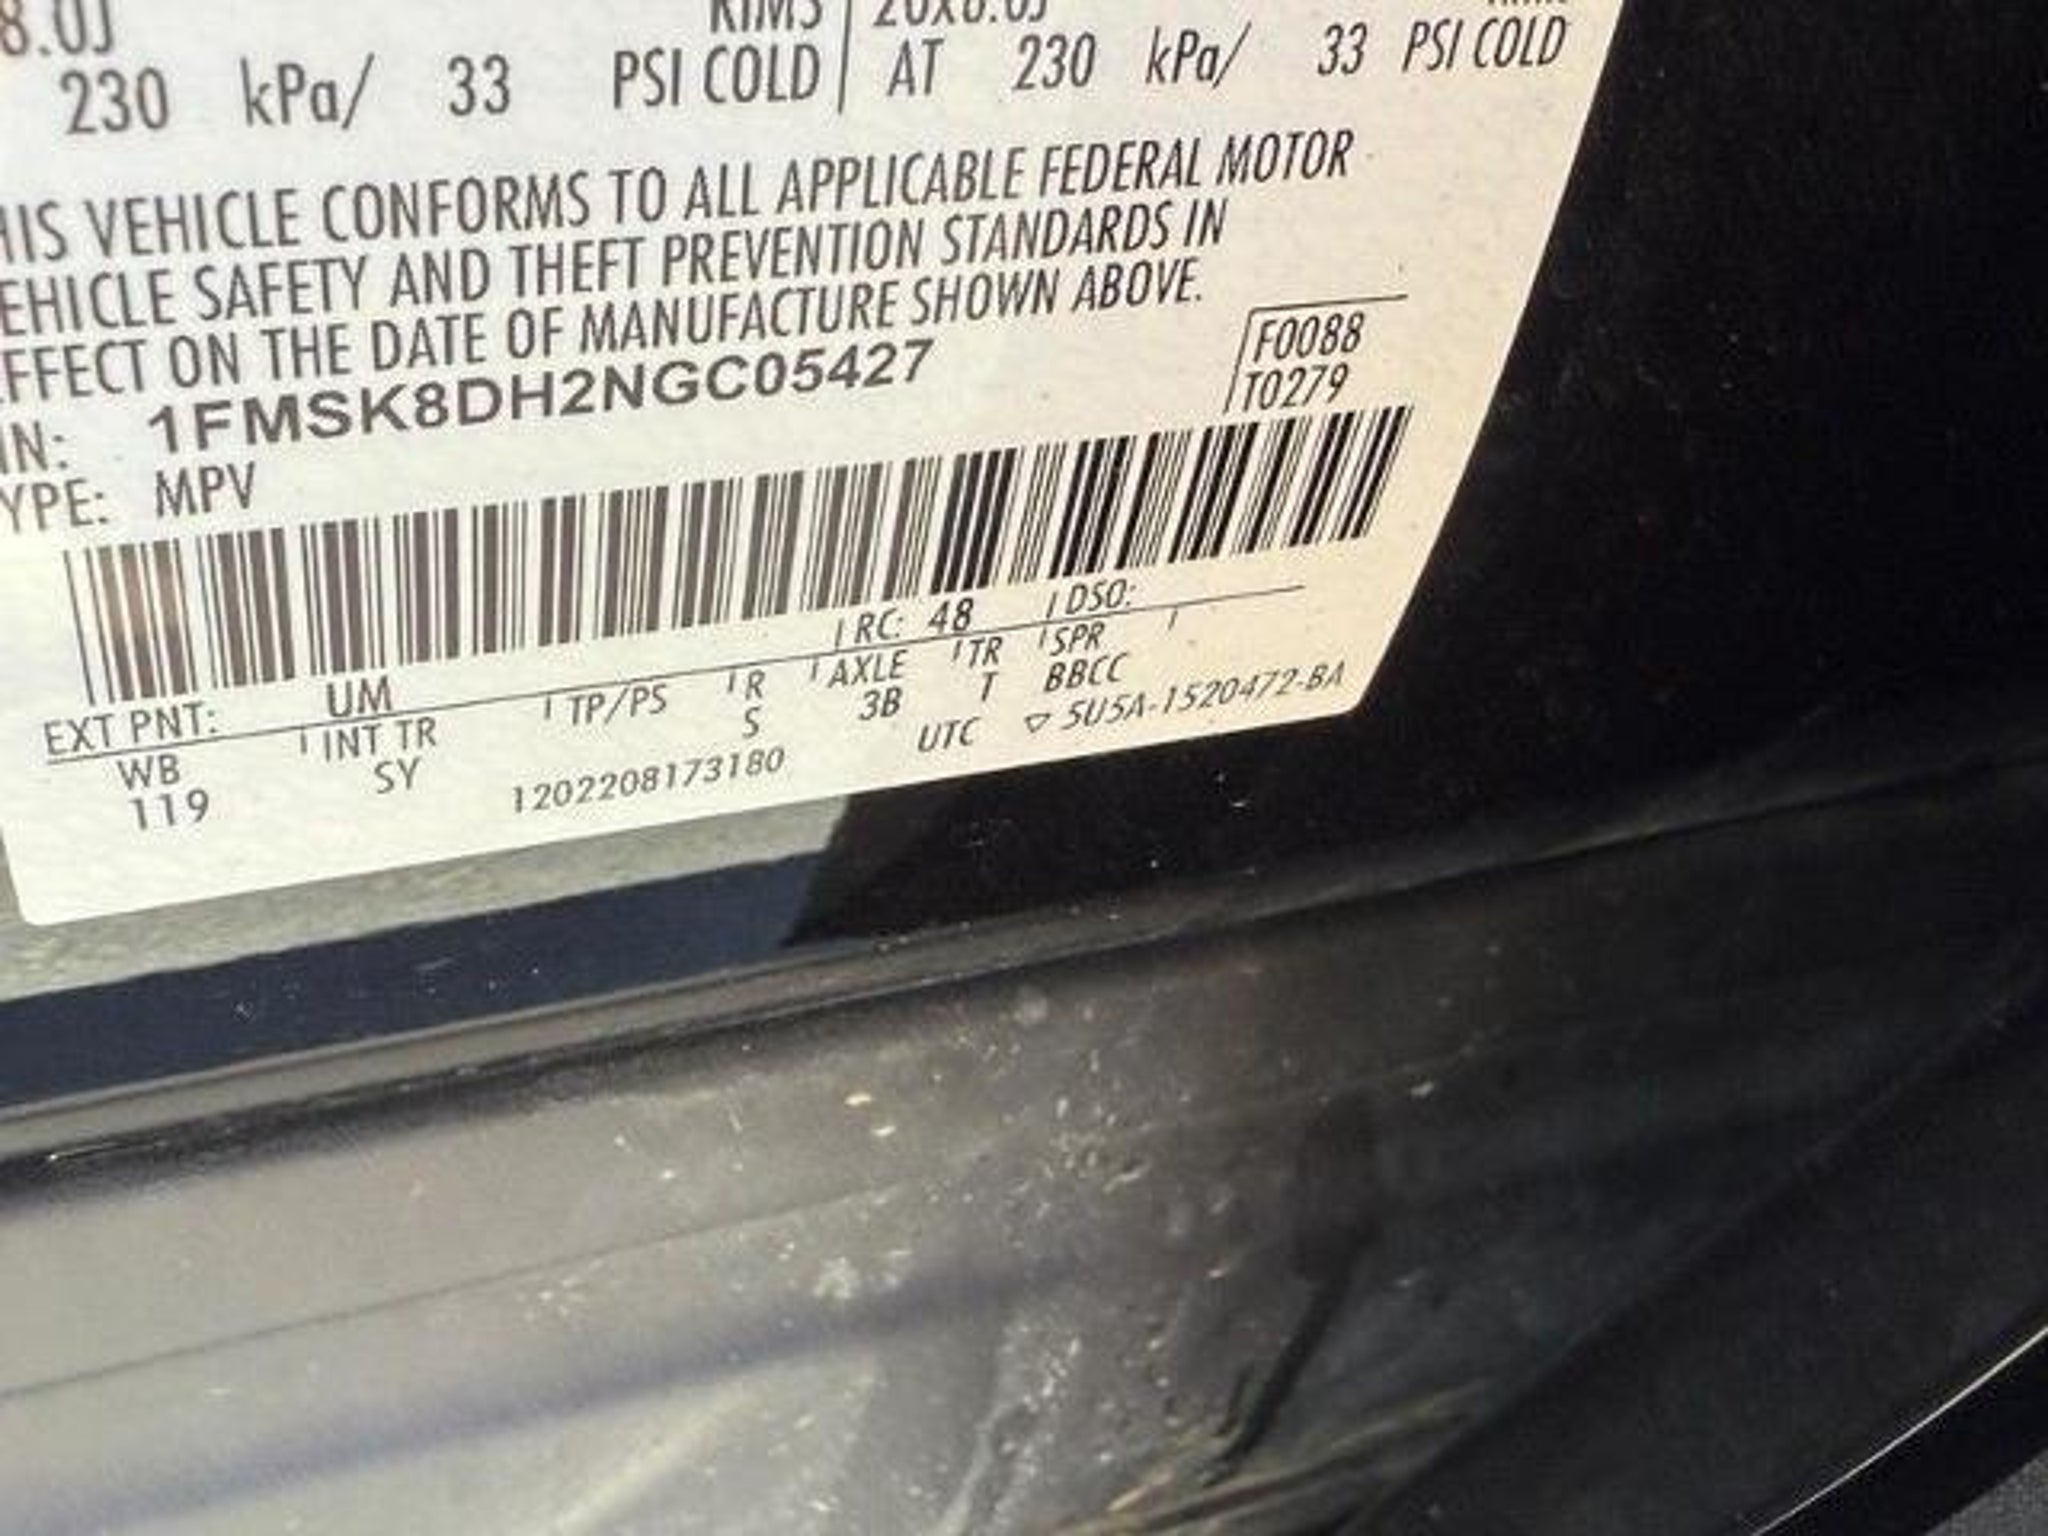 8.0J RIMS 20X8.0J
230 kPa/ 33 PSI COLD AT 230 kPa/ 33 PSI COLD
HIS VEHICLE CONFORMS TO ALL APPLICABLE FEDERAL MOTOR
EHICLE SAFETY AND THEFT PREVENTION STANDARDS IN
FFECT ON THE DATE OF MANUFACTURE SHOWN ABOVE.
IN: 1FMSK8DH2NGC05427
F0088
T0279
YPE: MPV
EXT PNT: UM RC: 48 DSO:
WB INT TR TP/PS R AXLE TR SPR
119 SY S 3B T BBCC
1202208173180 UTC ▽ 5U5A-1520472-BA